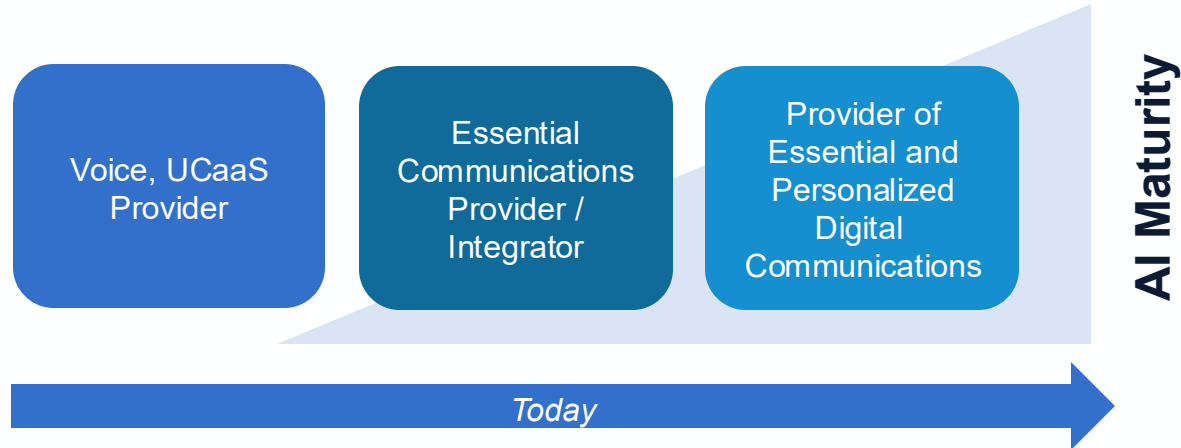 Voice, UCaaS
Provider
Essential
Communications
Provider /
Integrator
Provider of
Essential and
Personalized
Digital
Communications
AI Maturity
Today